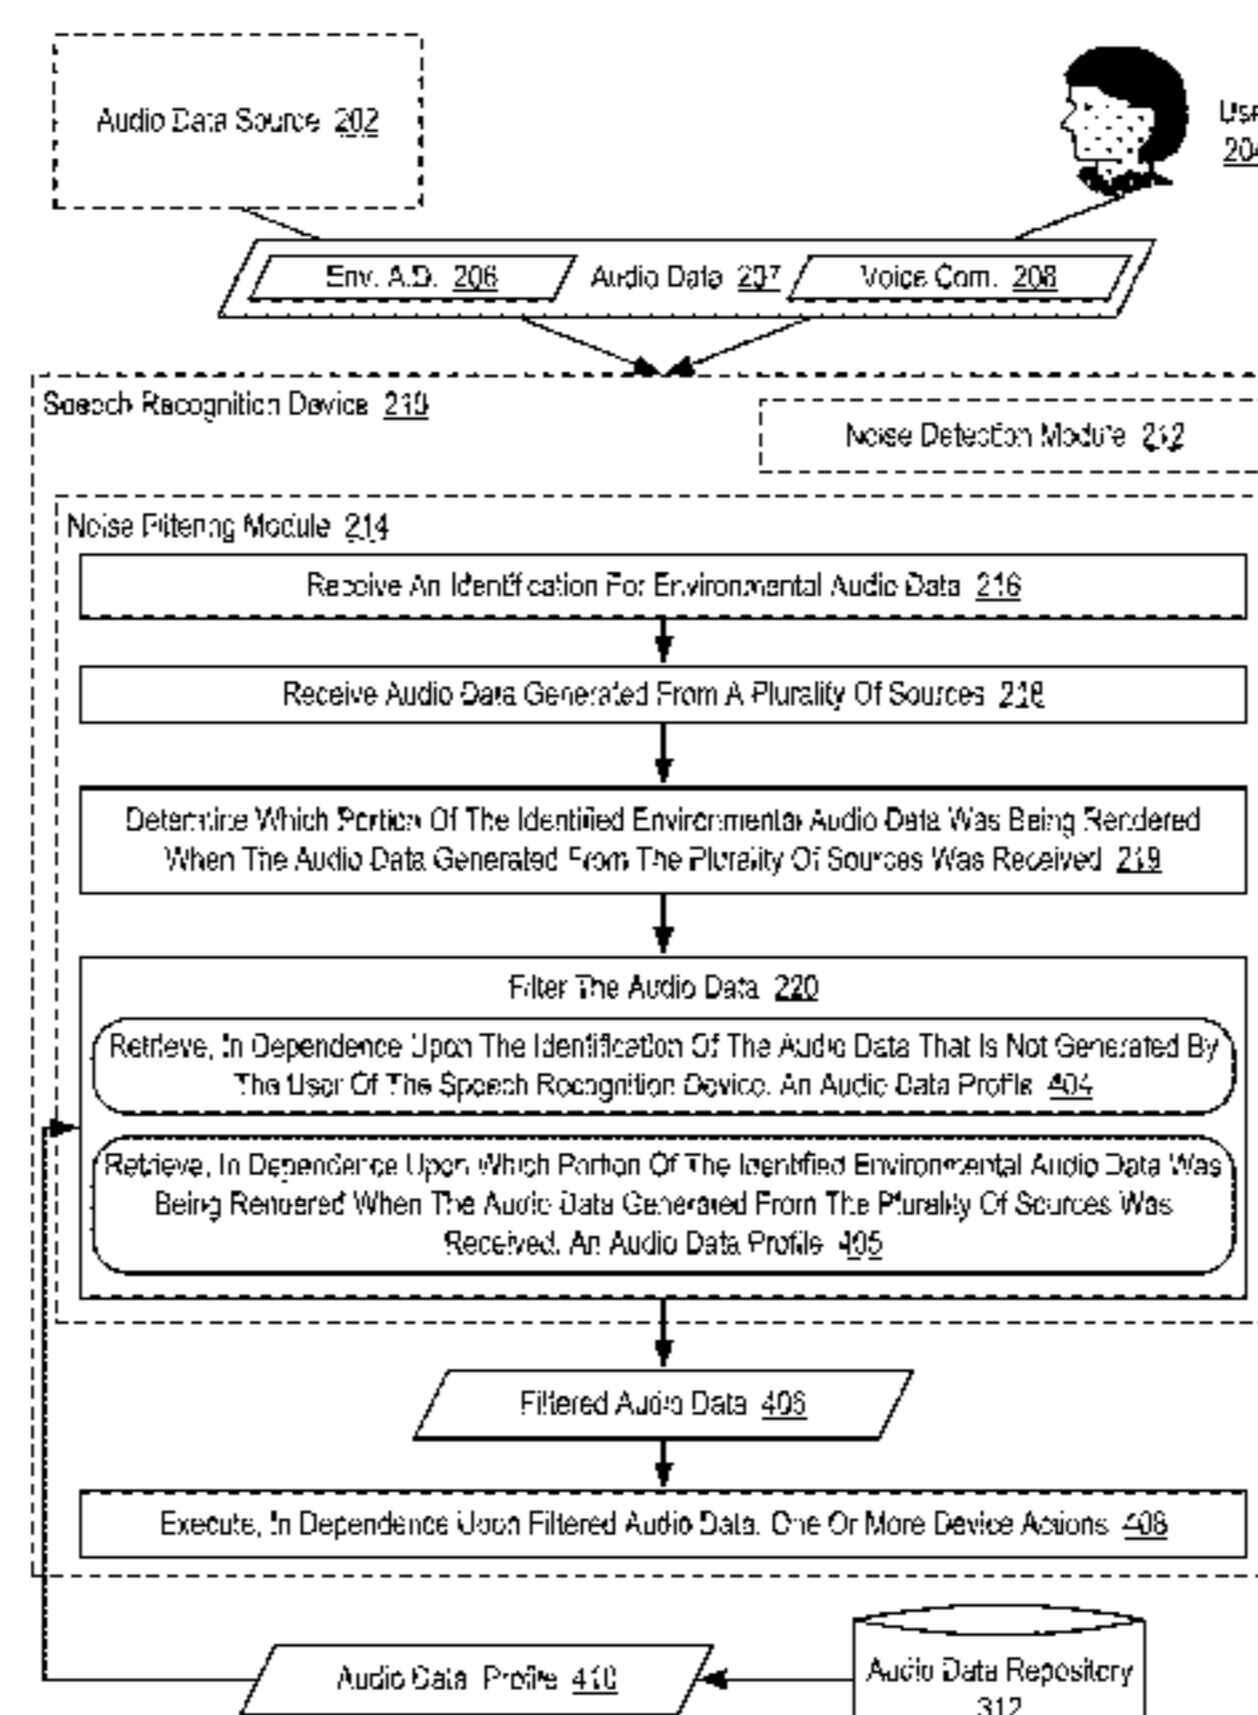 Audio Data Source 202
Use
204
Env. A.D. 206 Audio Data 207 Voice Com. 208
Speech Recognition Device 210
Noise Detection Module 212
Noise Filtering Module 214
Receive An Identification For Environmental Audio Data 216
Receive Audio Data Generated From A Plurality Of Sources 218
Determine Which Portion Of The Identified Environmental Audio Data Was Being Rendered
When The Audio Data Generated From The Plurality Of Sources Was Received 219
Filter The Audio Data 220
Retrieve, In Dependence Upon The Identification Of The Audio Data That Is Not Generated By
The User Of The Speech Recognition Device, An Audio Data Profile 404
Retrieve, In Dependence Upon Which Portion Of The Identified Environmental Audio Data Was
Being Rendered When The Audio Data Generated From The Plurality Of Sources Was
Received, An Audio Data Profile 405
Filtered Audio Data 406
Execute, In Dependence Upon Filtered Audio Data, One Or More Device Actions 408
Audio Data Profile 410
Audio Data Repository
312